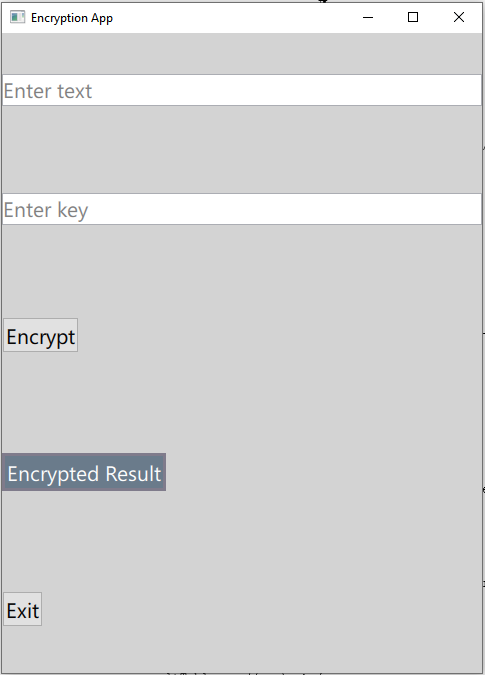 Encryption App
Enter text
Enter key
Encrypt
Encrypted Result
Exit